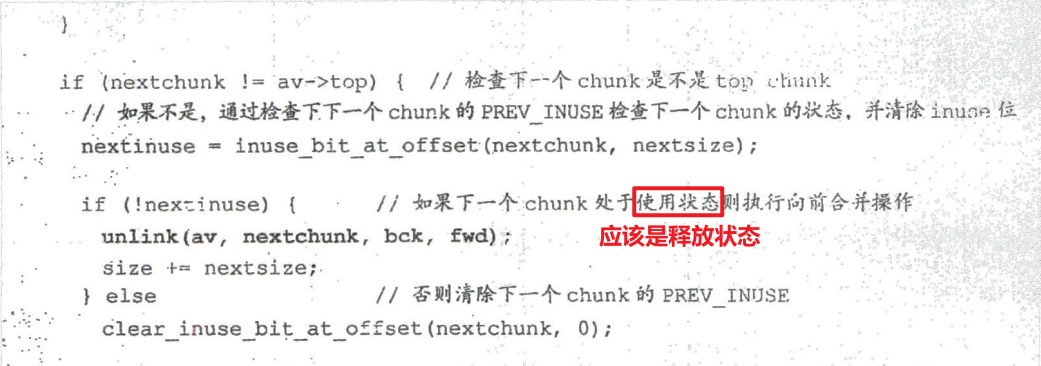 }
if (nextchunk != av->top) { // 检查下一个 chunk 是不是 top chunk
// 如果不是，通过检查下下一个 chunk 的 PREV_INUSE 检查下一个 chunk 的状态，并清除 inuse 位
nextinuse = inuse_bit_at_offset(nextchunk, nextsize);
if (!nextinuse) { // 如果下一个 chunk 处于使用状态则执行向前合并操作
应该是释放状态
unlink(av, nextchunk, bck, fwd);
size += nextsize;
} else // 否则清除下一个 chunk 的 PREV_INUSE
clear_inuse_bit_at_offset(nextchunk, 0);